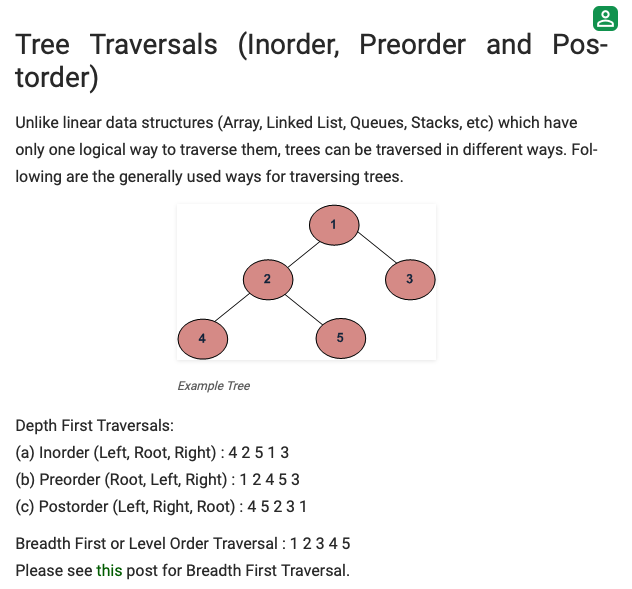 Tree Traversals (Inorder, Preorder and Pos-
torder)
Unlike linear data structures (Array, Linked List, Queues, Stacks, etc) which have
only one logical way to traverse them, trees can be traversed in different ways. Fol-
lowing are the generally used ways for traversing trees.
1
2
3
4
5
Example Tree
Depth First Traversals:
(a) Inorder (Left, Root, Right) : 4 2 5 1 3
(b) Preorder (Root, Left, Right) : 1 2 4 5 3
(c) Postorder (Left, Right, Root) : 4 5 2 3 1
Breadth First or Level Order Traversal : 1 2 3 4 5
Please see this post for Breadth First Traversal.